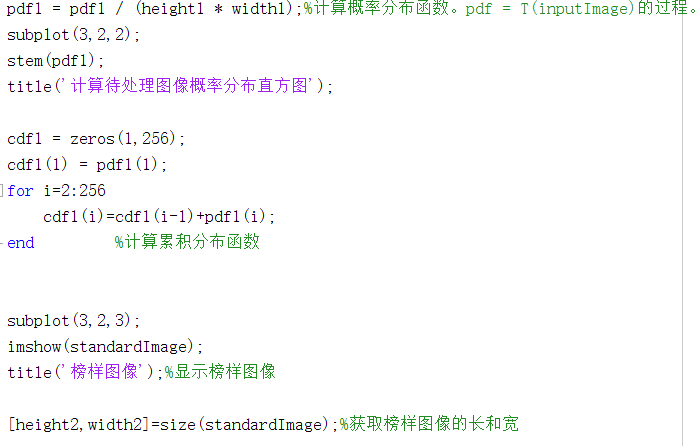 pdf1 = pdf1 / (height1 * width1);%计算概率分布函数。pdf = T(inputImage)的过程。
subplot(3,2,2);
stem(pdf1);
title('计算待处理图像概率分布直方图');
cdf1 = zeros(1,256);
cdf1(1) = pdf1(1);
for i=2:256
cdf1(i)=cdf1(i-1)+pdf1(i);
end %计算累积分布函数
subplot(3,2,3);
imshow(standardImage);
title('榜样图像');%显示榜样图像
[height2,width2]=size(standardImage);%获取榜样图像的长和宽